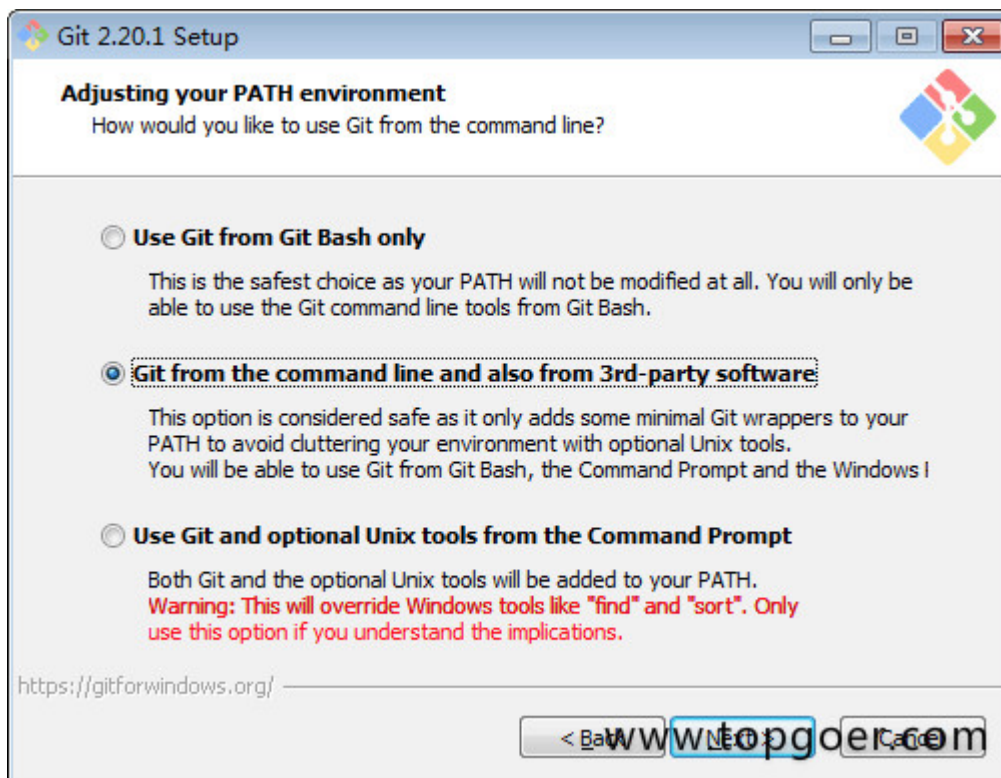 Git 2.20.1 Setup
Adjusting your PATH environment
How would you like to use Git from the command line?
Use Git from Git Bash only
This is the safest choice as your PATH will not be modified at all. You will only be
able to use the Git command line tools from Git Bash.
Git from the command line and also from 3rd-party software
This option is considered safe as it only adds some minimal Git wrappers to your
PATH to avoid cluttering your environment with optional Unix tools.
You will be able to use Git from Git Bash, the Command Prompt and the Windows
Use Git and optional Unix tools from the Command Prompt
Both Git and the optional Unix tools will be added to your PATH.
Warning: This will override Windows tools like "find" and "sort". Only
use this option if you understand the implications.
https://gitforwindows.org/
< Back Next > Cancel
www.topgoer.com